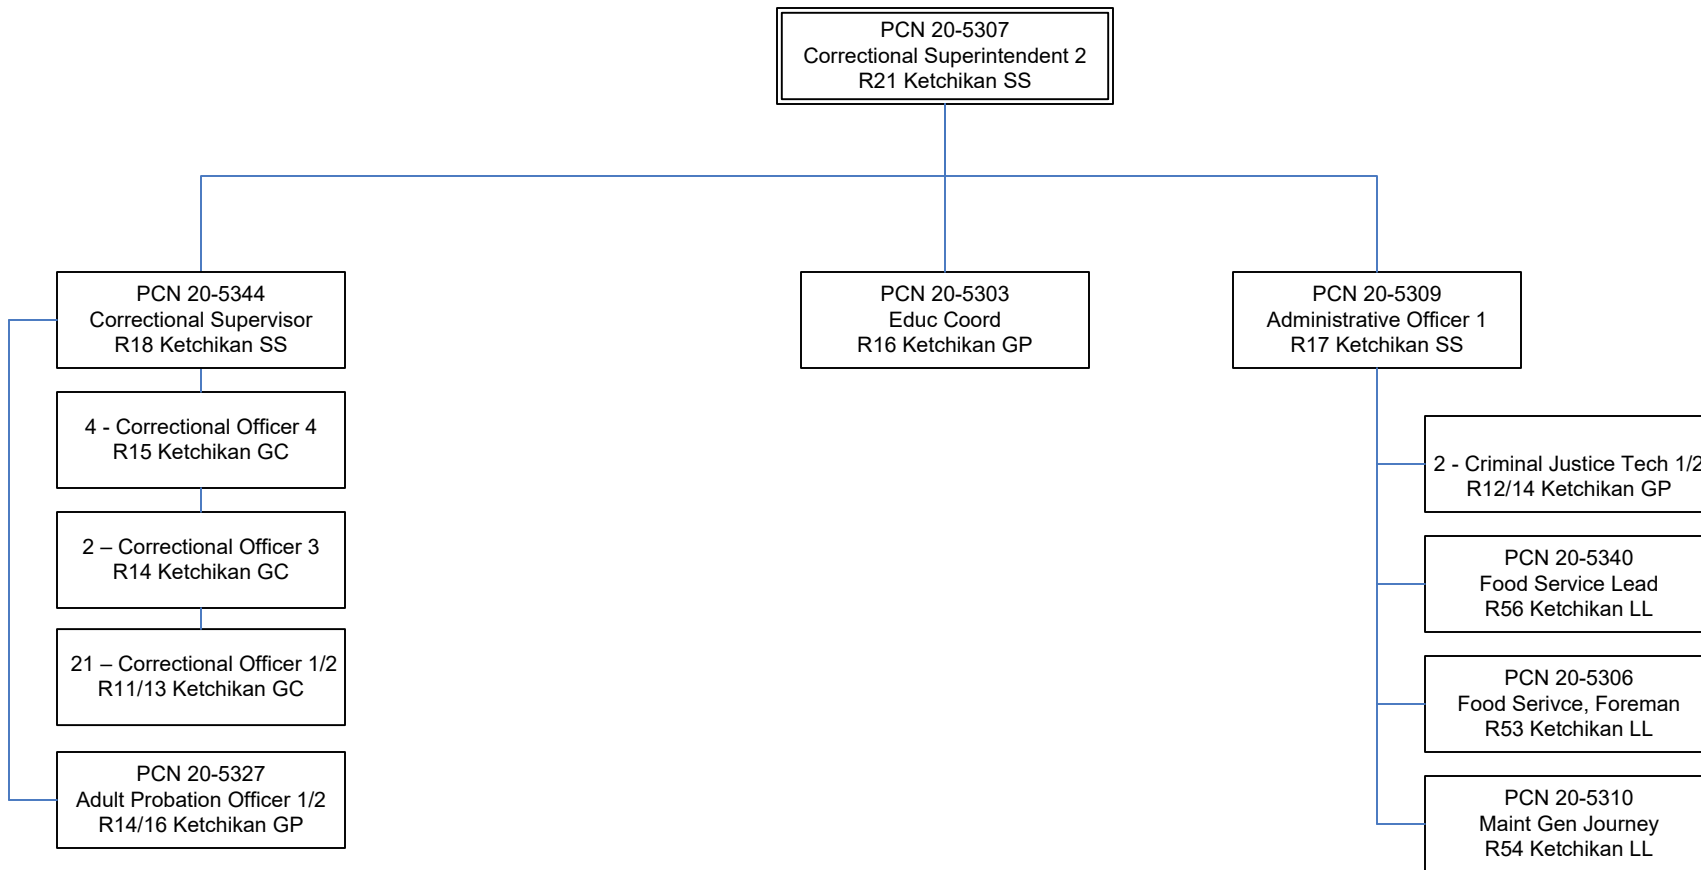 PCN 20-5307
Correctional Superintendent 2
R21 Ketchikan SS
PCN 20-5344
Correctional Supervisor
R18 Ketchikan SS
PCN 20-5303
Educ Coord
R16 Ketchikan GP
PCN 20-5309
Administrative Officer 1
R17 Ketchikan SS
4 - Correctional Officer 4
R15 Ketchikan GC
2 – Correctional Officer 3
R14 Ketchikan GC
21 – Correctional Officer 1/2
R11/13 Ketchikan GC
PCN 20-5327
Adult Probation Officer 1/2
R14/16 Ketchikan GP
2 - Criminal Justice Tech 1/2
R12/14 Ketchikan GP
PCN 20-5340
Food Service Lead
R56 Ketchikan LL
PCN 20-5306
Food Serivce, Foreman
R53 Ketchikan LL
PCN 20-5310
Maint Gen Journey
R54 Ketchikan LL